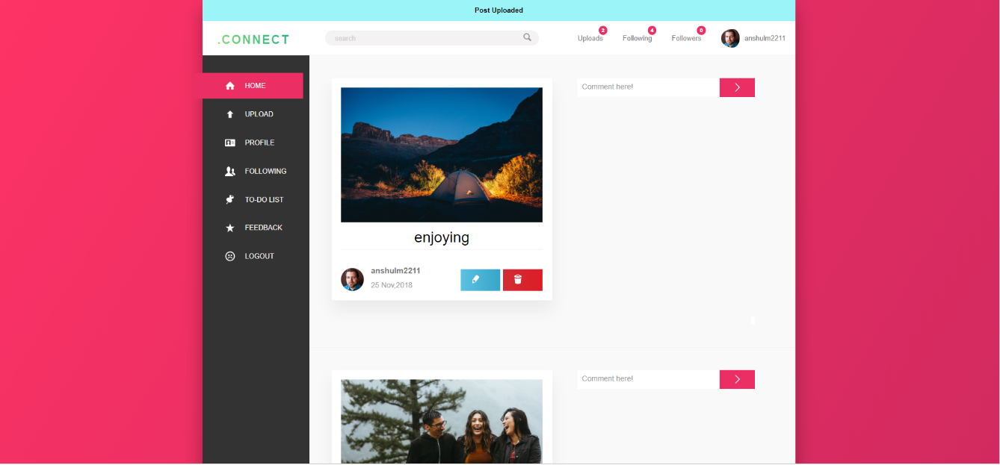 Post Uploaded
.CONNECT
search
Uploads 2
Following 4
Followers 0
anshulm2211
HOME
UPLOAD
PROFILE
FOLLOWING
TO-DO LIST
FEEDBACK
LOGOUT
enjoying
anshulm2211
25 Nov,2018
Comment here!
Comment here!